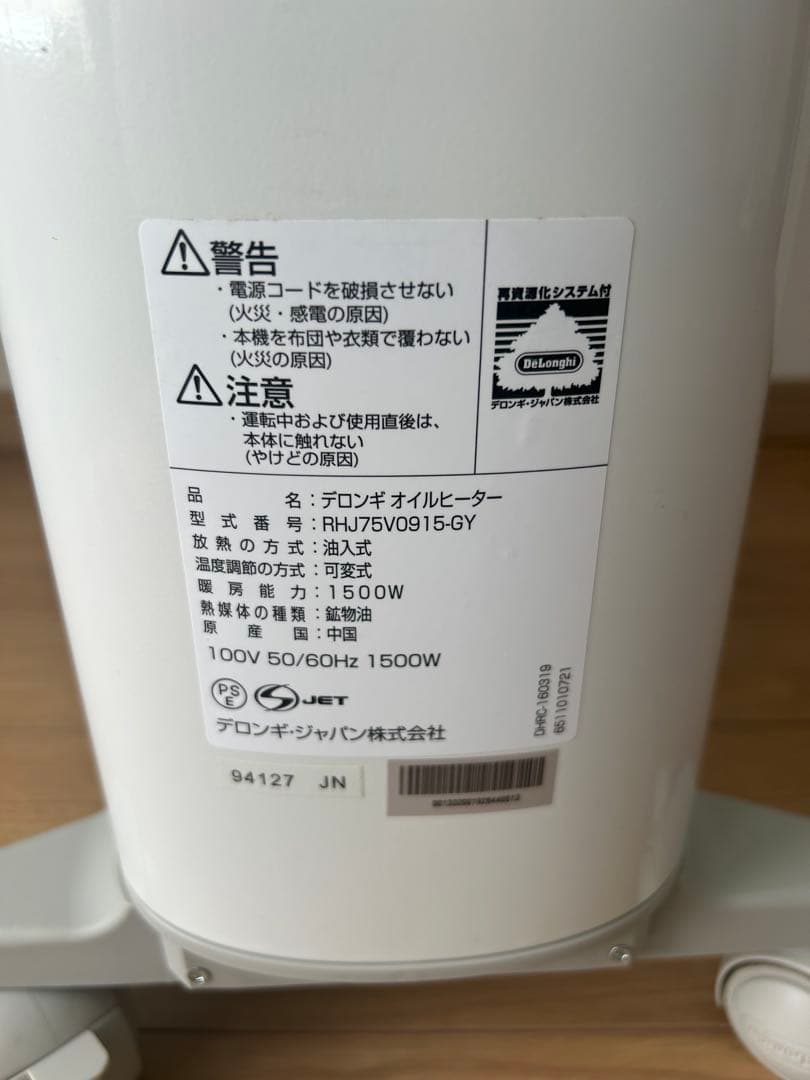 警告
・電源コードを破損させない
(火災・感電の原因)
・本機を布団や衣類で覆わない
(火災の原因)
注意
・運転中および使用直後は、
本体に触れない
(やけどの原因)
再資源化システム付
DeLonghi
デロンギ・ジャパン株式会社
品名:デロンギ オイルヒーター
型式番号:RHJ75V0915-GY
放熱の方式:油入式
温度調節の方式:可変式
暖房能力:1500W
熱媒体の種類:鉱物油
原産国:中国
100V 50/60Hz 1500W
PSE
JET
デロンギ・ジャパン株式会社
DHRC-160319
6511010721
94127 JN